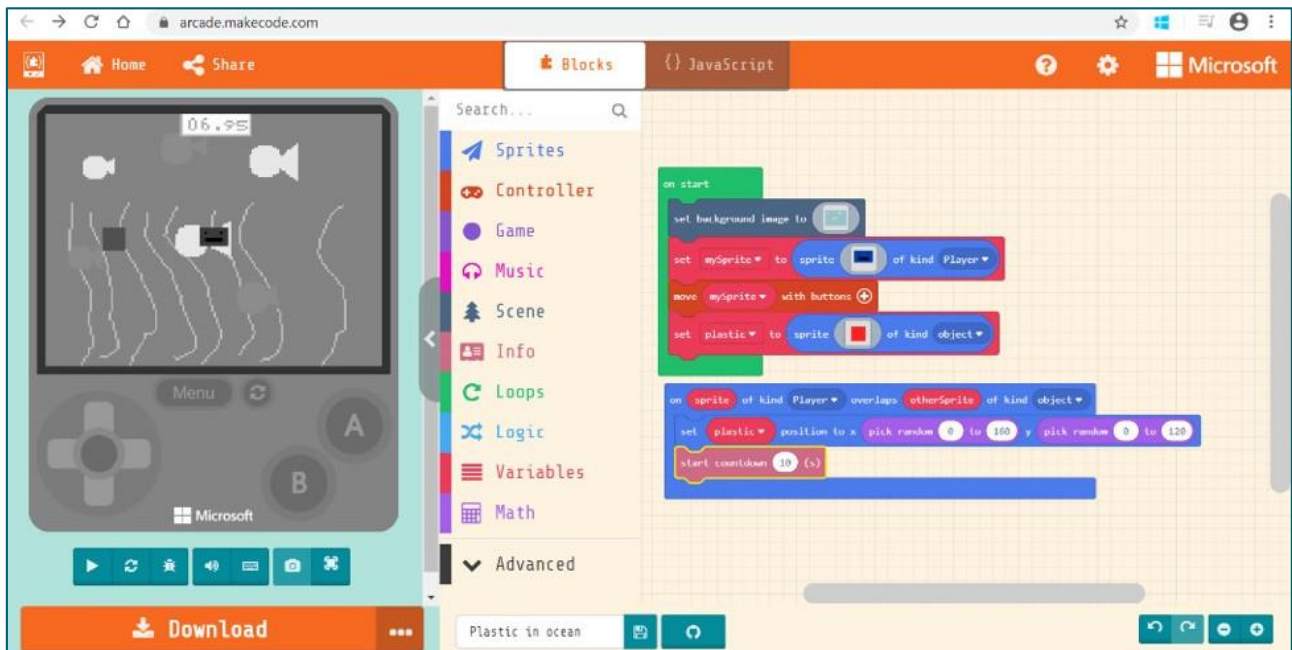 arcade.makecode.com
Home
Share
Blocks
{} JavaScript
Microsoft
06.95
Menu
A
B
Microsoft
Download
Search...
Sprites
Controller
Game
Music
Scene
Info
Loops
Logic
Variables
Math
Advanced
Plastic in ocean
on start
set background image to
set mySprite to sprite of kind Player
move mySprite with buttons
set plastic to sprite of kind object
on sprite of kind Player overlaps otherSprite of kind object
set plastic position to x pick random 0 to 160 y pick random 0 to 120
start countdown 10 (s)